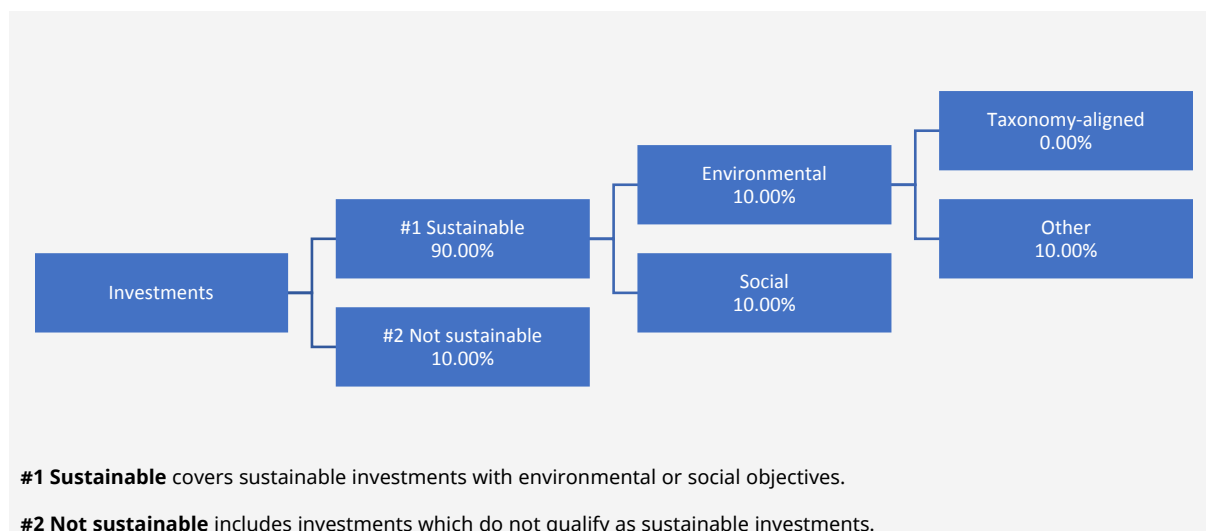 Investments
#1 Sustainable
90.00%
#2 Not sustainable
10.00%
Environmental
10.00%
Social
10.00%
Taxonomy-aligned
0.00%
Other
10.00%
#1 Sustainable covers sustainable investments with environmental or social objectives.
#2 Not sustainable includes investments which do not qualify as sustainable investments.